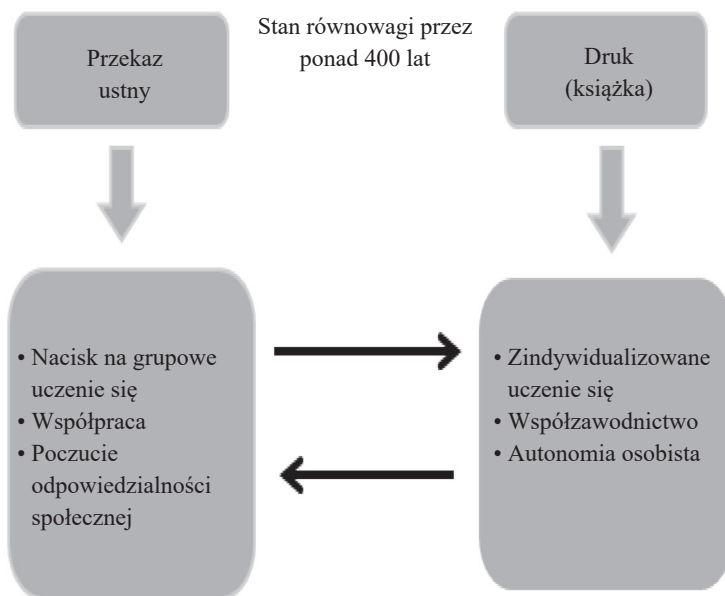 Przekaz
ustny
Stan równowagi przez
ponad 400 lat
Druk
(książka)
• Nacisk na grupowe
uczenie się
• Współpraca
• Poczucie
odpowiedzialności
społecznej
• Zindywidualizowane
uczenie się
• Współzawodnictwo
• Autonomia osobista